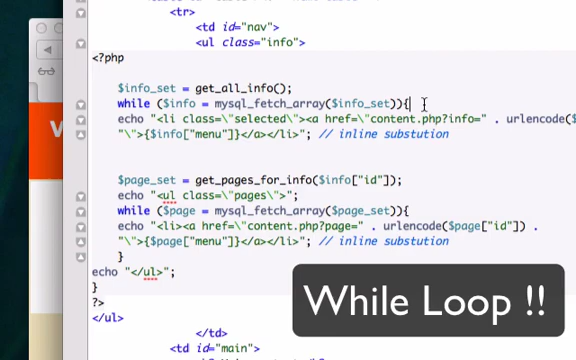 <tr>
<td id="nav">
<ul class="info">
<?php
$info_set = get_all_info();
while ($info = mysql_fetch_array($info_set)){
echo "<li class=\"selected\"><a href=\"content.php?info=" . urlencode($
"\">{$info["menu"]}</a></li>"; // inline substution
$page_set = get_pages_for_info($info["id"]);
echo "<ul class=\"pages\">";
while ($page = mysql_fetch_array($page_set)){
echo "<li><a href=\"content.php?page=" . urlencode($page["id"]) .
"\">{$page["menu"]}</a></li>"; // inline substution
}
echo "</ul>";
}
?>
</ul>
</td>
<td id="main">
While Loop !!